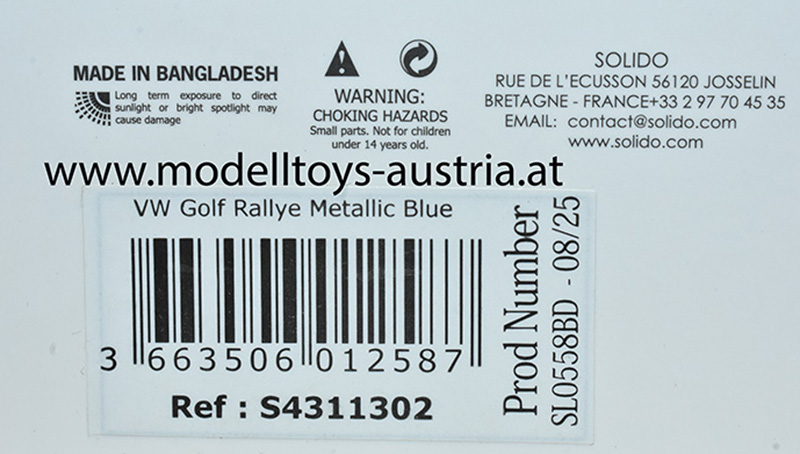 MADE IN BANGLADESH
Long term exposure to direct
sunlight or bright spotlight may
cause damage
WARNING:
CHOKING HAZARDS
Small parts. Not for children
under 14 years old.
SOLIDO
RUE DE L'ECUSSON 56120 JOSSELIN
BRETAGNE - FRANCE+33 2 97 70 45 35
EMAIL: contact@solido.com
www.solido.com
www.modelltoys-austria.at
VW Golf Rallye Metallic Blue
3 663506 012587
Ref : S4311302
Prod Number
SL0558BD - 08/25